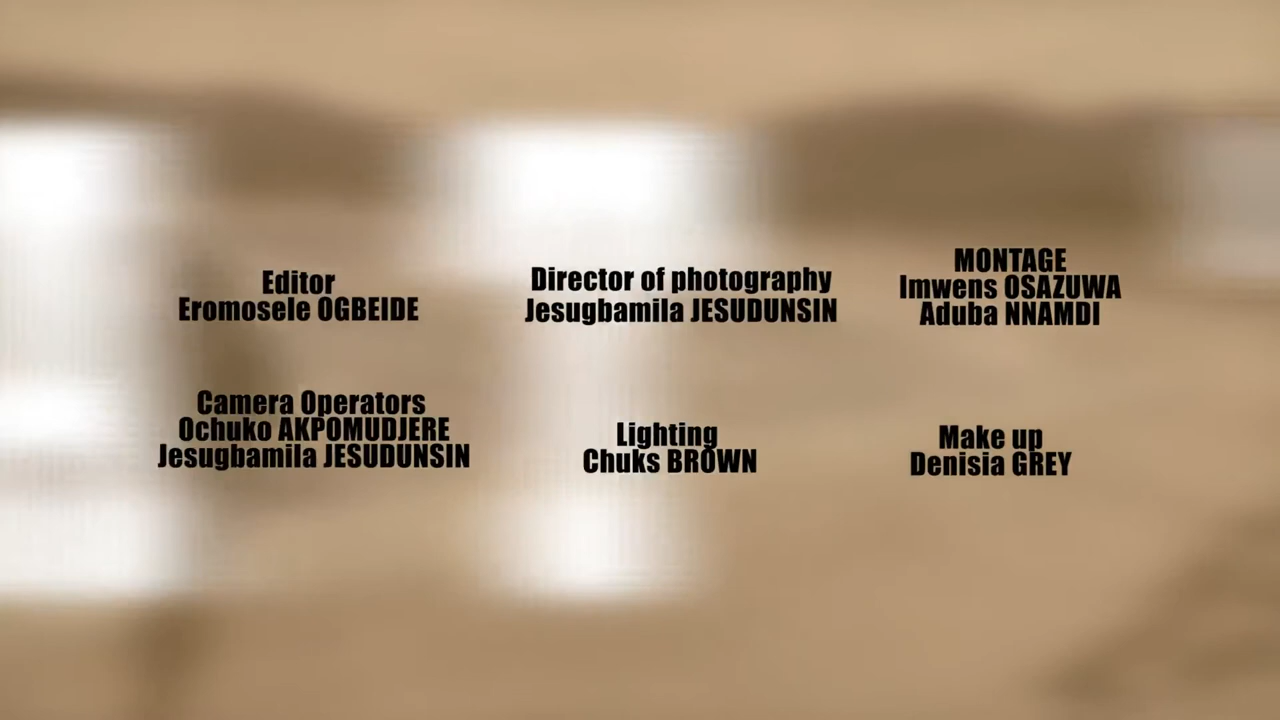 Editor
Eromosele OGBEIDE
Director of photography
Jesugbamila JESUDUNSIN
MONTAGE
Imwens OSAZUWA
Aduba NNAMDI
Camera Operators
Ochuko AKPOMUDJERE
Jesugbamila JESUDUNSIN
Lighting
Chuks BROWN
Make up
Denisia GREY